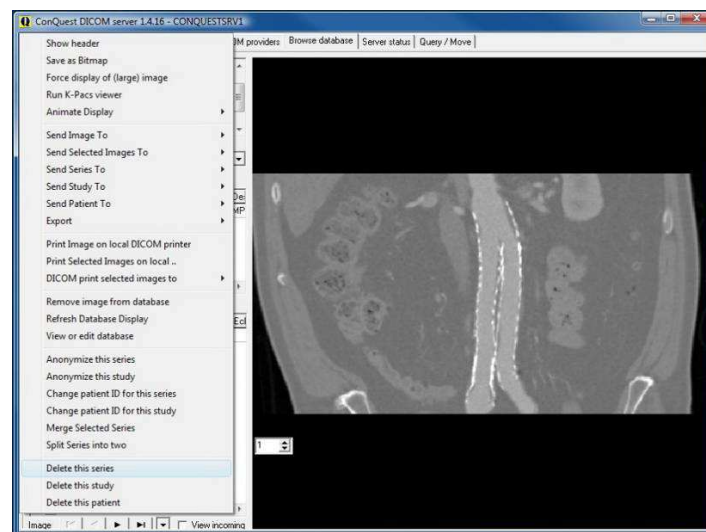 ConQuest DICOM server 1.4.16 - CONQUESTSRV1
OM providers
Browse database
Server status
Query / Move
Show header
Save as Bitmap
Force display of (large) image
Run K-Pacs viewer
Animate Display
Send Image To
Send Selected Images To
Send Series To
Send Study To
Send Patient To
Export
Print Image on local DICOM printer
Print Selected Images on local ..
DICOM print selected images to
Remove image from database
Refresh Database Display
View or edit database
Anonymize this series
Anonymize this study
Change patient ID for this series
Change patient ID for this study
Merge Selected Series
Split Series into two
Delete this series
Delete this study
Delete this patient
1
Image
View incoming